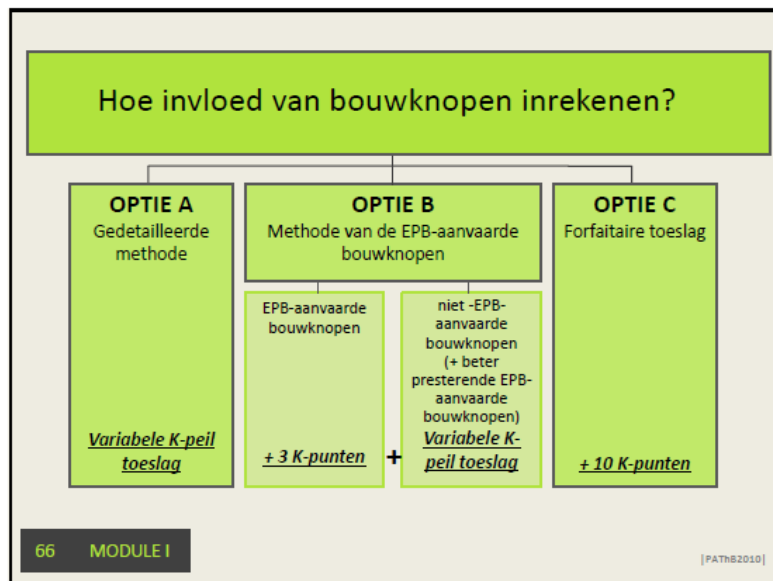 Hoe invloed van bouwknopen inrekenen?
OPTIE A
Gedetailleerde
methode
Variabele K-peil
toeslag
OPTIE B
Methode van de EPB-aanvaarde
bouwknopen
EPB-aanvaarde
bouwknopen
+ 3 K-punten
+
niet -EPB-
aanvaarde
bouwknopen
(+ beter
presterende EPB-
aanvaarde
bouwknopen)
Variabele K-
peil toeslag
OPTIE C
Forfaitaire toeslag
+ 10 K-punten
66 MODULE I
|PAThB2010|